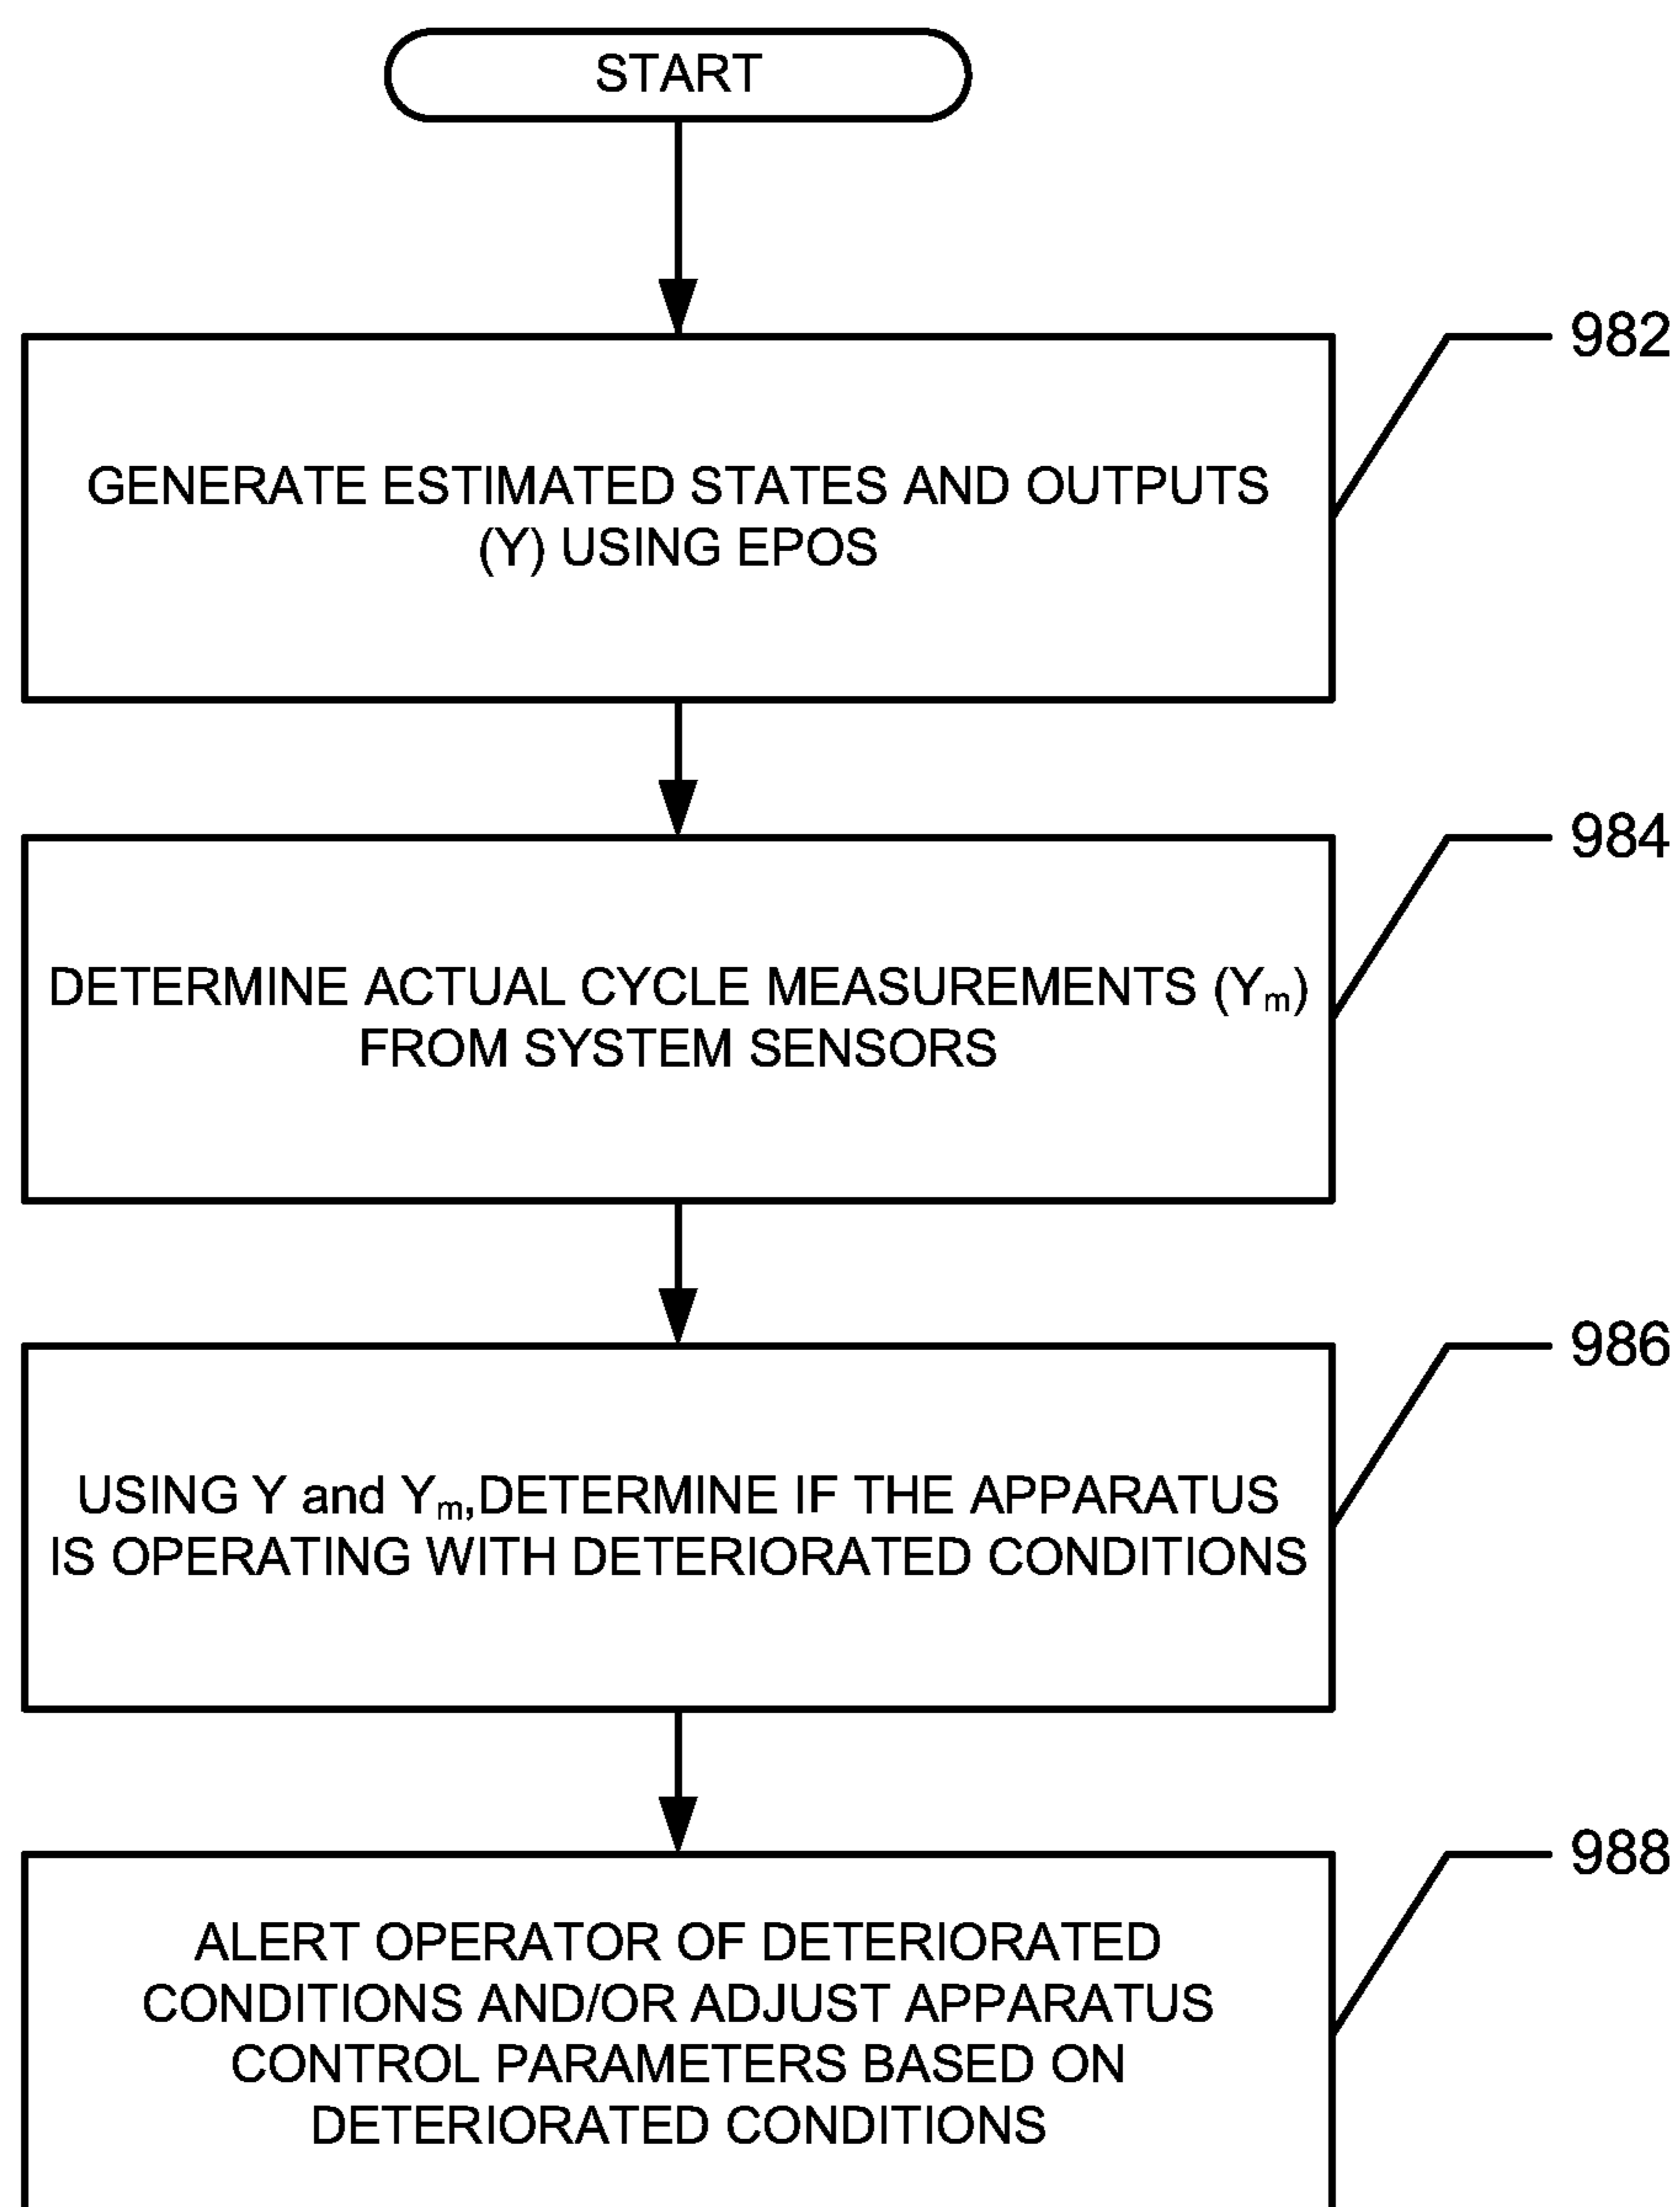 START
982
GENERATE ESTIMATED STATES AND OUTPUTS
(Y) USING EPOS
984
DETERMINE ACTUAL CYCLE MEASUREMENTS (Ym)
FROM SYSTEM SENSORS
986
USING Y and Ym,DETERMINE IF THE APPARATUS
IS OPERATING WITH DETERIORATED CONDITIONS
988
ALERT OPERATOR OF DETERIORATED
CONDITIONS AND/OR ADJUST APPARATUS
CONTROL PARAMETERS BASED ON
DETERIORATED CONDITIONS